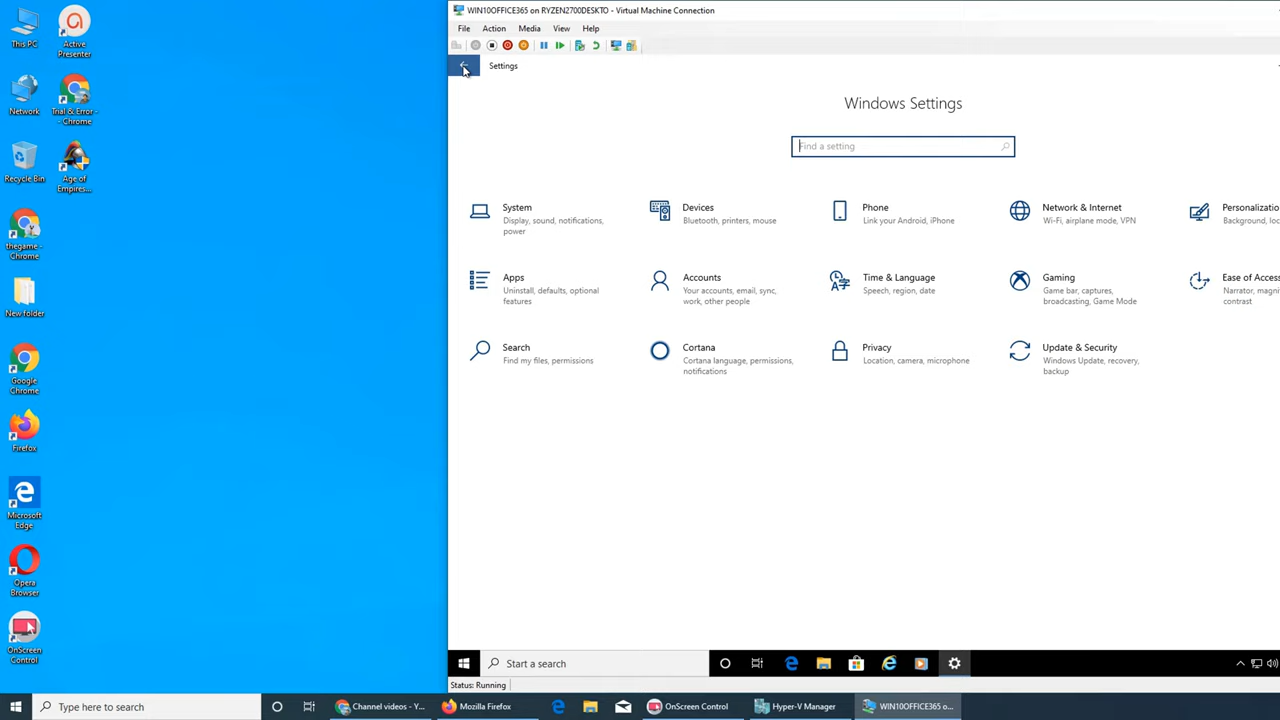 This PC
Active
Presenter
Network
Trial & Error -
- Chrome
Recycle Bin
Age of
Empires...
thegame -
Chrome
New folder
Google
Chrome
Firefox
Microsoft
Edge
Opera
Browser
OnScreen
Control
WIN10OFFICE365 on RYZEN2700DESKTO - Virtual Machine Connection
File Action Media View Help
Settings
Windows Settings
Find a setting
System
Display, sound, notifications,
power
Devices
Bluetooth, printers, mouse
Phone
Link your Android, iPhone
Network & Internet
Wi-Fi, airplane mode, VPN
Personalizatio
Background, loc
Apps
Uninstall, defaults, optional
features
Accounts
Your accounts, email, sync,
work, other people
Time & Language
Speech, region, date
Gaming
Game bar, captures,
broadcasting, Game Mode
Ease of Access
Narrator, magni
contrast
Search
Find my files, permissions
Cortana
Cortana language, permissions,
notifications
Privacy
Location, camera, microphone
Update & Security
Windows Update, recovery,
backup
Start a search
Status: Running
Type here to search
Channel videos - Y...
Mozilla Firefox
OnScreen Control
Hyper-V Manager
WIN10OFFICE365 o...